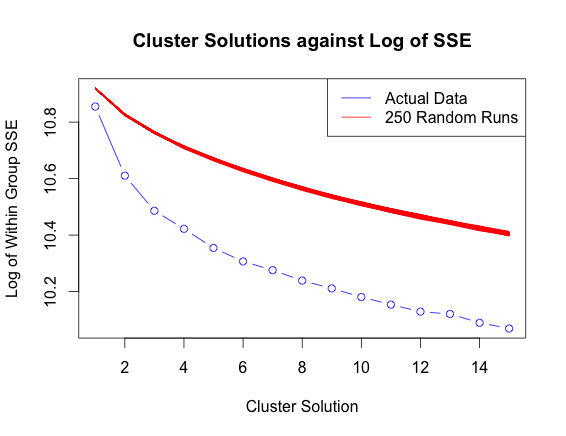 Cluster Solutions against Log of SSE
Actual Data
250 Random Runs
Log of Within Group SSE
10.8
10.6
10.4
10.2
2 4 6 8 10 12 14
Cluster Solution